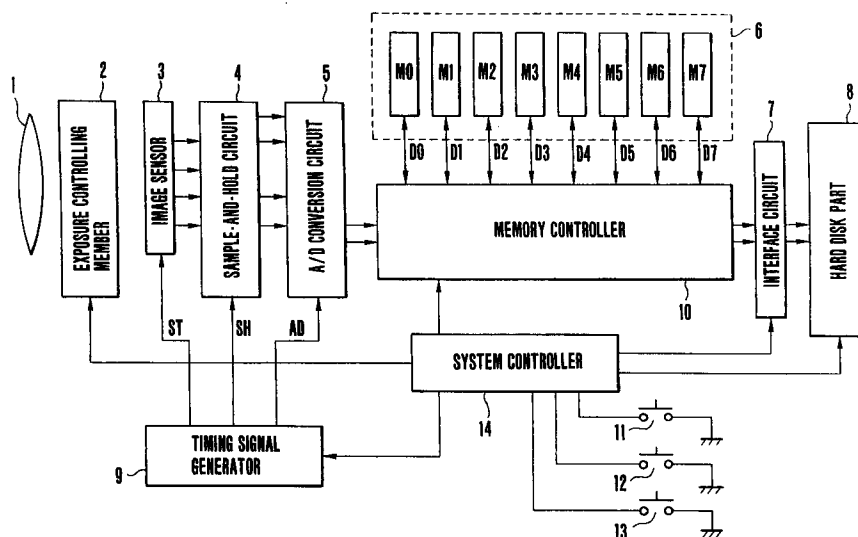 6
M0 M1 M2 M3 M4 M5 M6 M7
1
2
3
4
5
7
8
D0 D1 D2 D3 D4 D5 D6 D7
EXPOSURE CONTROLLING
MEMBER
IMAGE SENSOR
SAMPLE-AND-HOLD CIRCUIT
A/D CONVERSION CIRCUIT
MEMORY CONTROLLER
10
INTERFACE CIRCUIT
HARD DISK PART
ST
SH
AD
SYSTEM CONTROLLER
14
TIMING SIGNAL
GENERATOR
9
11
12
13